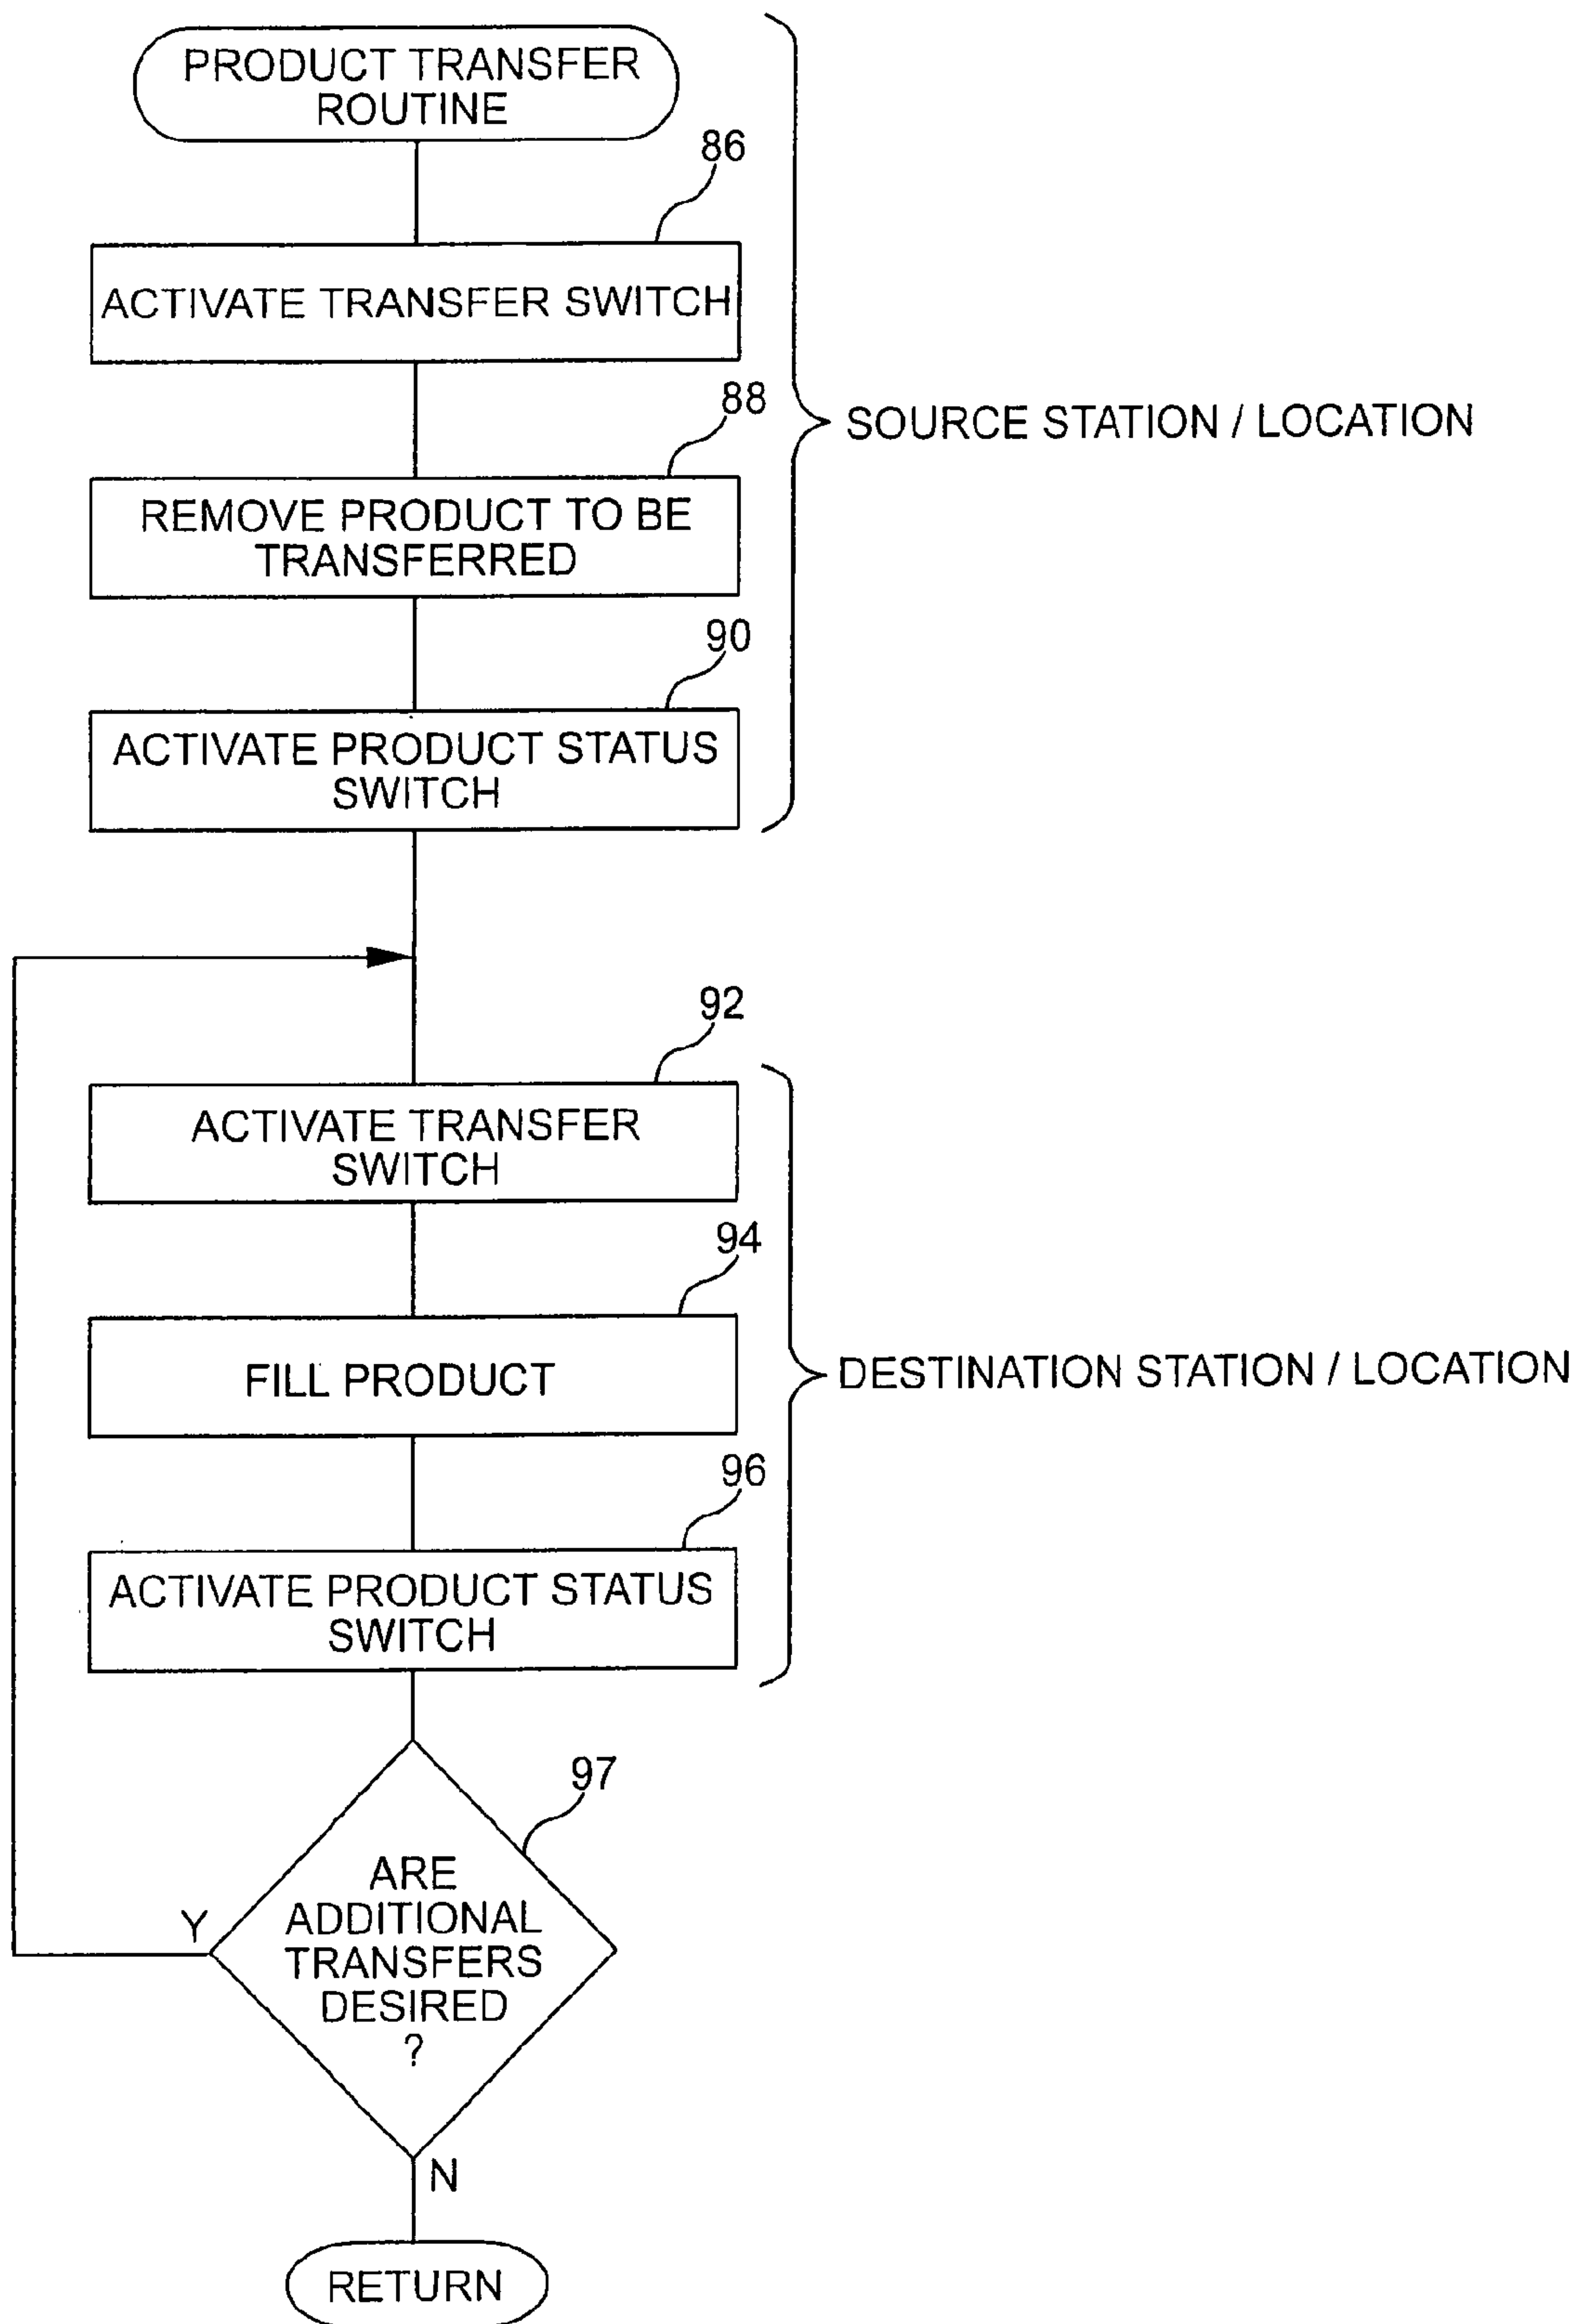 PRODUCT TRANSFER
ROUTINE
86
ACTIVATE TRANSFER SWITCH
88
REMOVE PRODUCT TO BE
TRANSFERRED
SOURCE STATION / LOCATION
90
ACTIVATE PRODUCT STATUS
SWITCH
92
ACTIVATE TRANSFER
SWITCH
94
FILL PRODUCT
DESTINATION STATION / LOCATION
96
ACTIVATE PRODUCT STATUS
SWITCH
97
ARE
ADDITIONAL
TRANSFERS
DESIRED
?
Y
N
RETURN